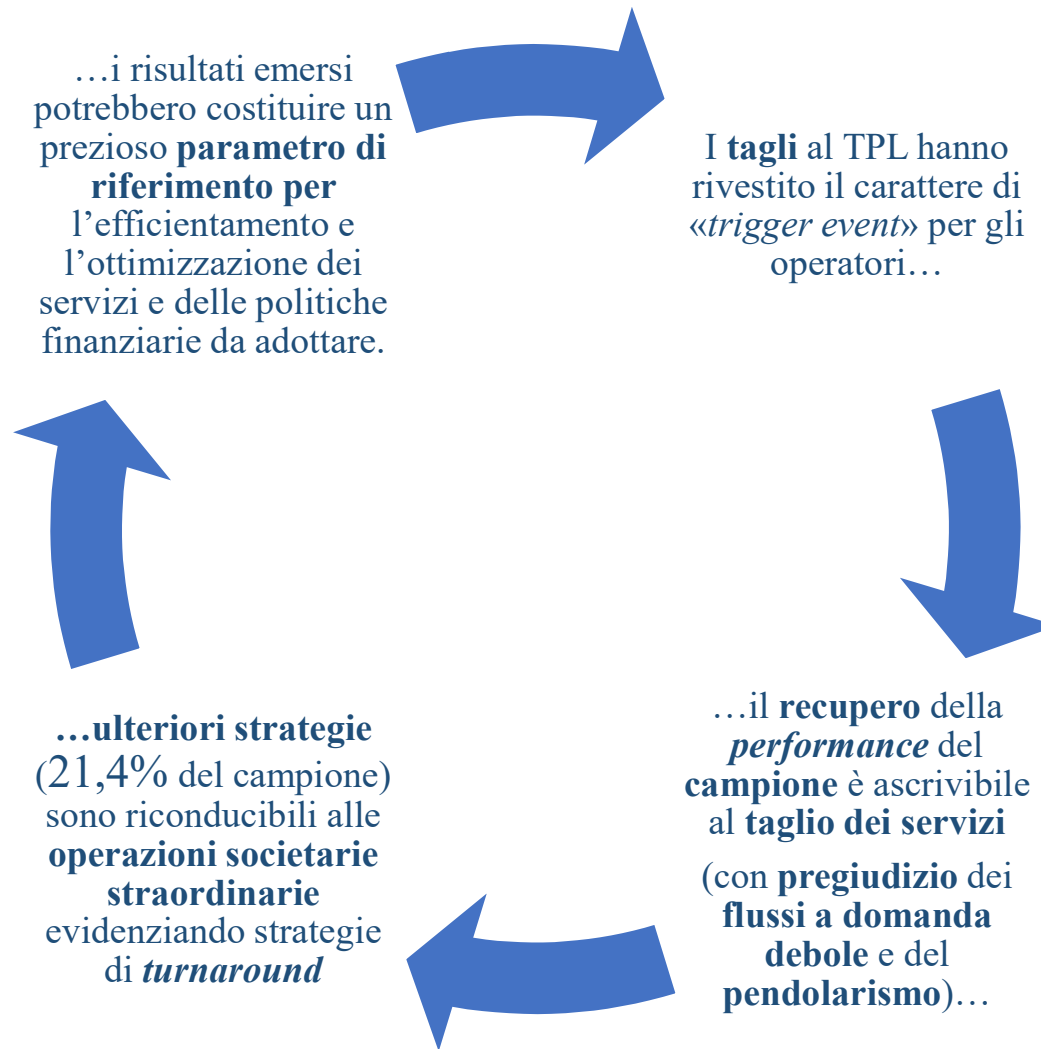 I tagli al TPL hanno
rivestito il carattere di
«trigger event» per gli
operatori…
…il recupero della
performance del
campione è ascrivibile
al taglio dei servizi
(con pregiudizio dei
flussi a domanda
debole e del
pendolarismo)…
…ulteriori strategie
(21,4% del campione)
sono riconducibili alle
operazioni societarie
straordinarie
evidenziando strategie
di turnaround
…i risultati emersi
potrebbero costituire un
prezioso parametro di
riferimento per
l’efficientamento e
l’ottimizzazione dei
servizi e delle politiche
finanziarie da adottare.